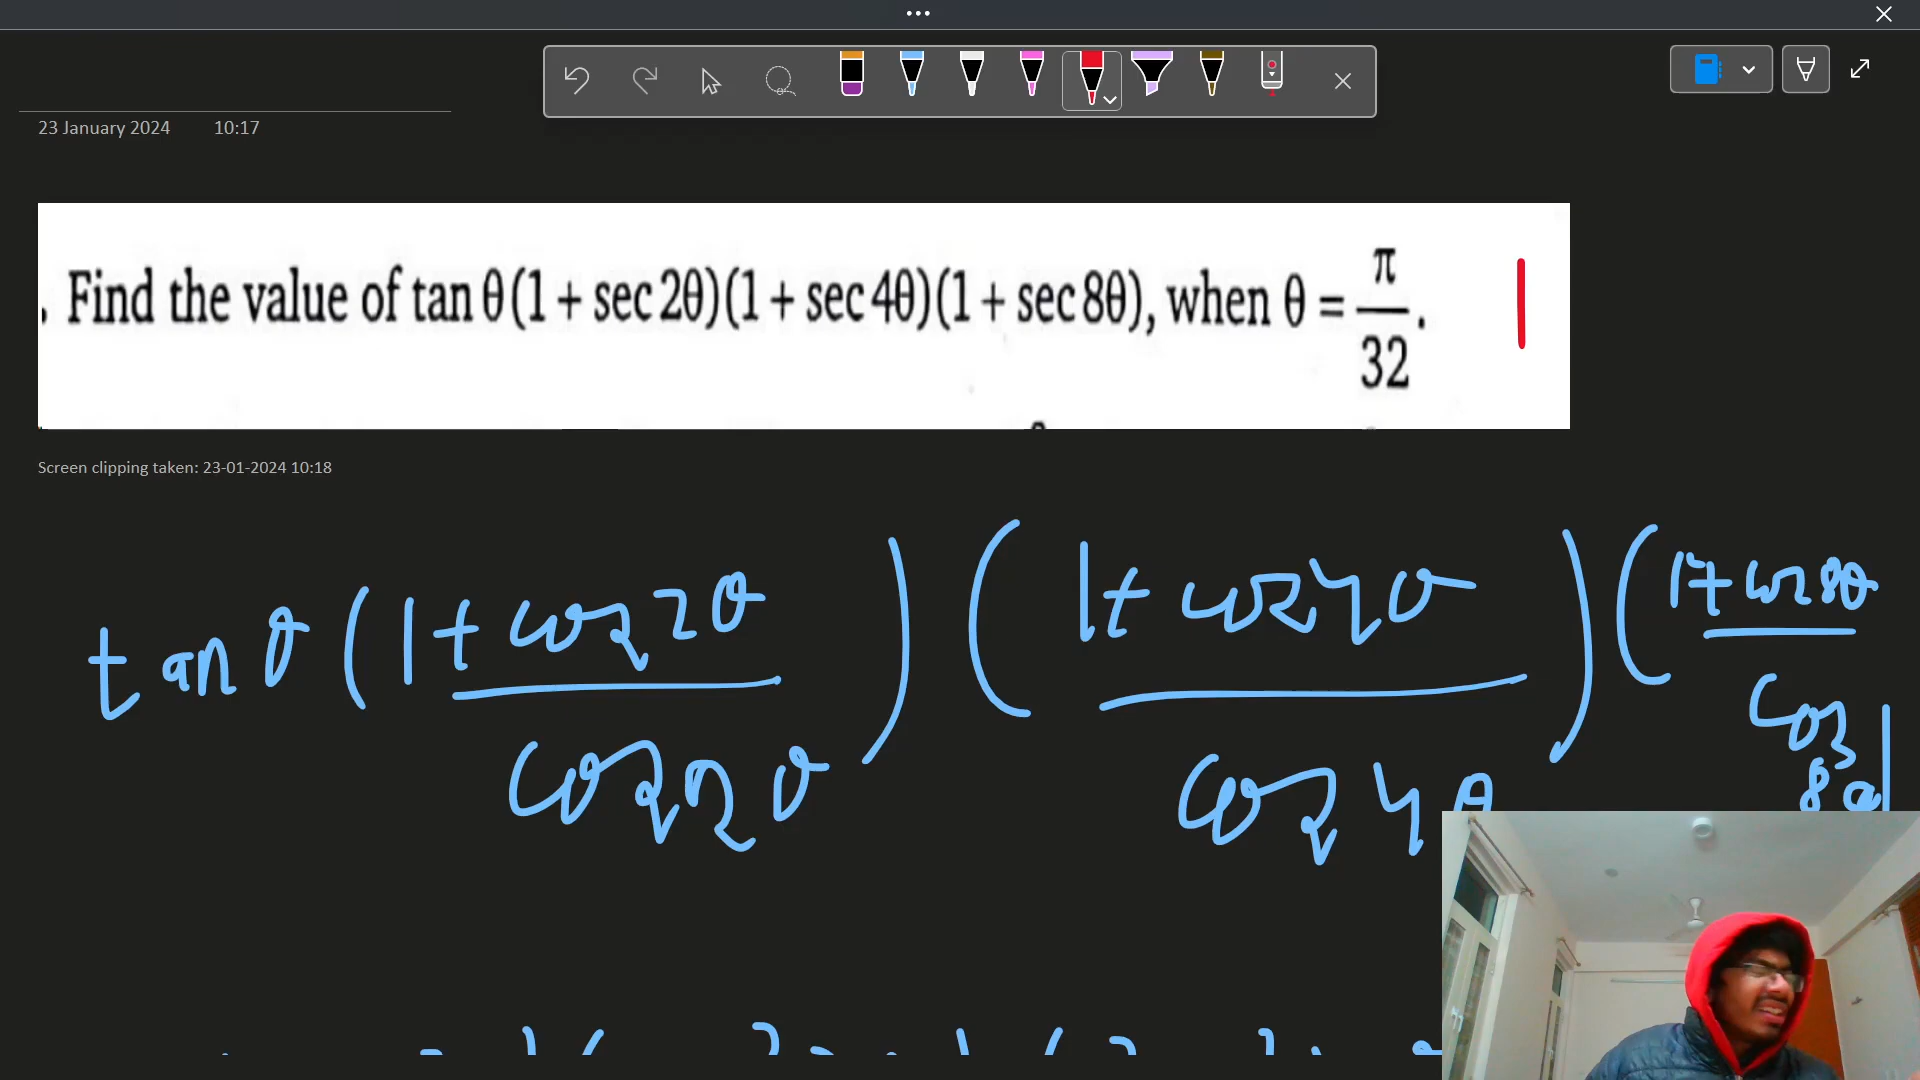 23 January 2024 10:17
. Find the value of tan θ(1 + sec 2θ)(1 + sec 4θ)(1 + sec 8θ), when θ = π/32.
Screen clipping taken: 23-01-2024 10:18
tan θ (1+ cos 2θ / cos 2θ) (1+ cos 4θ / cos 4θ) (1+ cos 8θ / cos 8θ